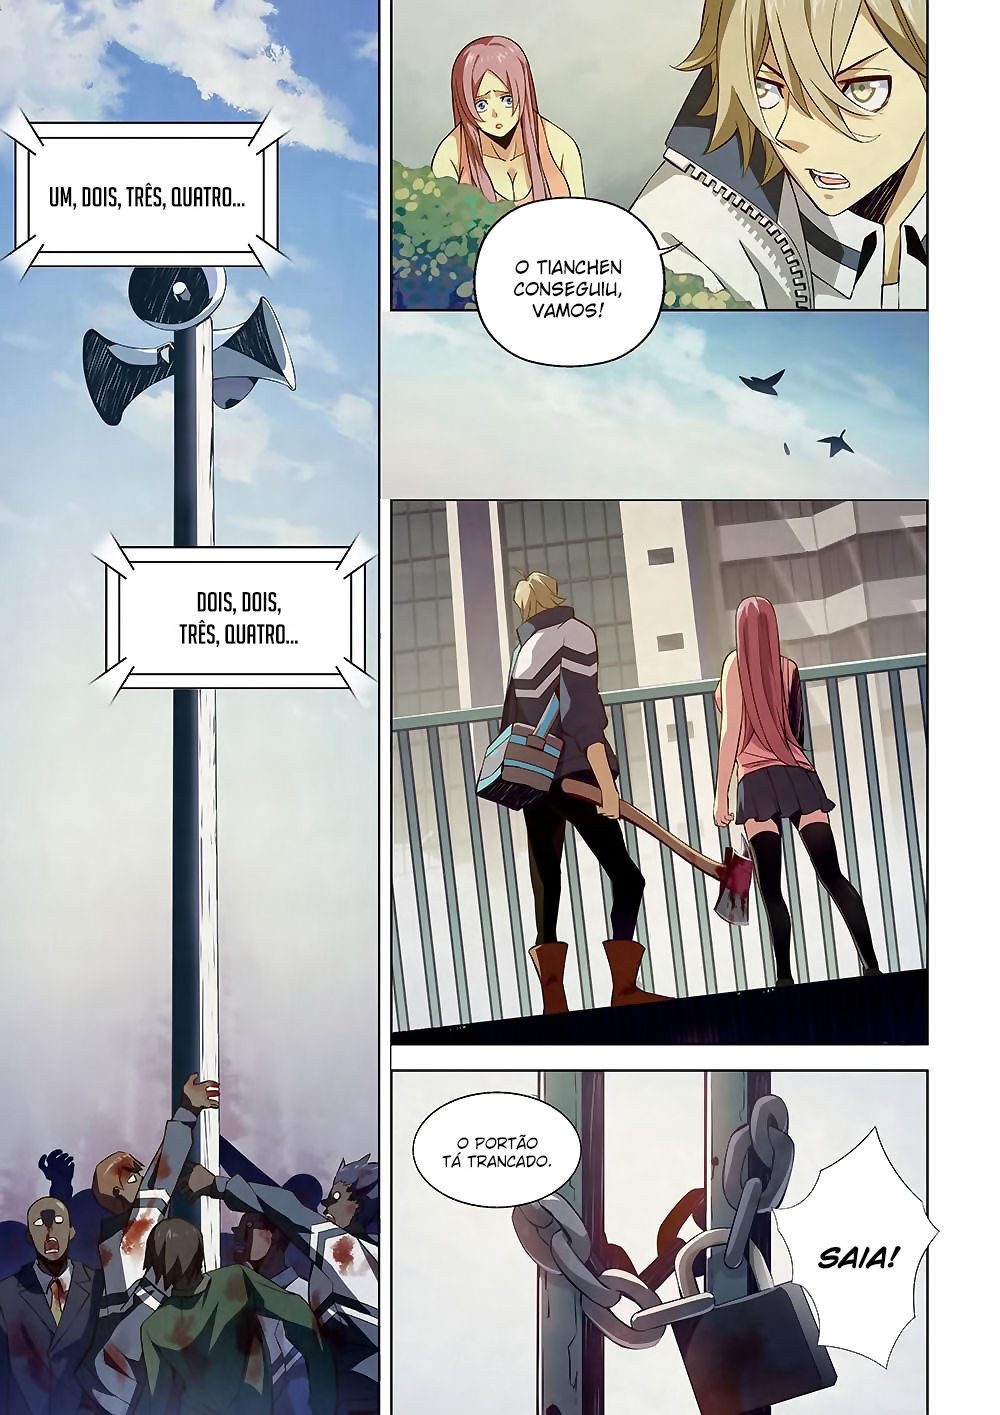 UM, DOIS, TRÊS, QUATRO...
DOIS, DOIS,
TRÊS, QUATRO...
O TIANCHEN
CONSEGUIU,
VAMOS!
O PORTÃO
TÁ TRANCADO.
SAIA!